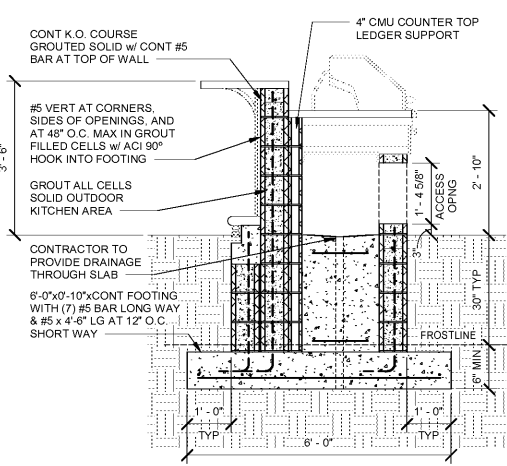 CONT K.O. COURSE
GROUTED SOLID w/ CONT #5
BAR AT TOP OF WALL
4" CMU COUNTER TOP
LEDGER SUPPORT
#5 VERT AT CORNERS,
SIDES OF OPENINGS, AND
AT 48" O.C. MAX IN GROUT
FILLED CELLS w/ ACI 90º
HOOK INTO FOOTING
3' - 6"
GROUT ALL CELLS
SOLID OUTDOOR
KITCHEN AREA
2' - 10"
1' - 4 5/8"
ACCESS
OPNG
3"
CONTRACTOR TO
PROVIDE DRAINAGE
THROUGH SLAB
6'-0"x0'-10"xCONT FOOTING
WITH (7) #5 BAR LONG WAY
& #5 x 4'-6" LG AT 12" O.C.
SHORT WAY
30" TYP
FROSTLINE
6" MIN.
1' - 0"
TYP
1' - 0"
TYP
6' - 0"